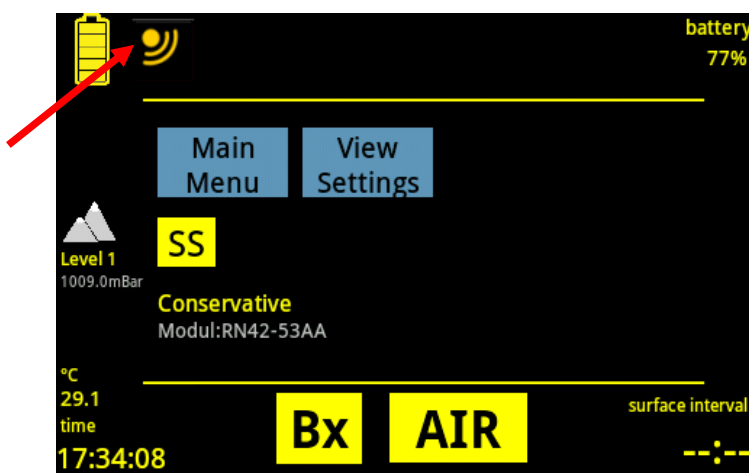 battery
77%
Main
Menu
View
Settings
SS
Level 1
1009.0mBar
Conservative
Modul:RN42-53AA
°C
29.1
time
17:34:08
Bx
AIR
surface interval
--:--